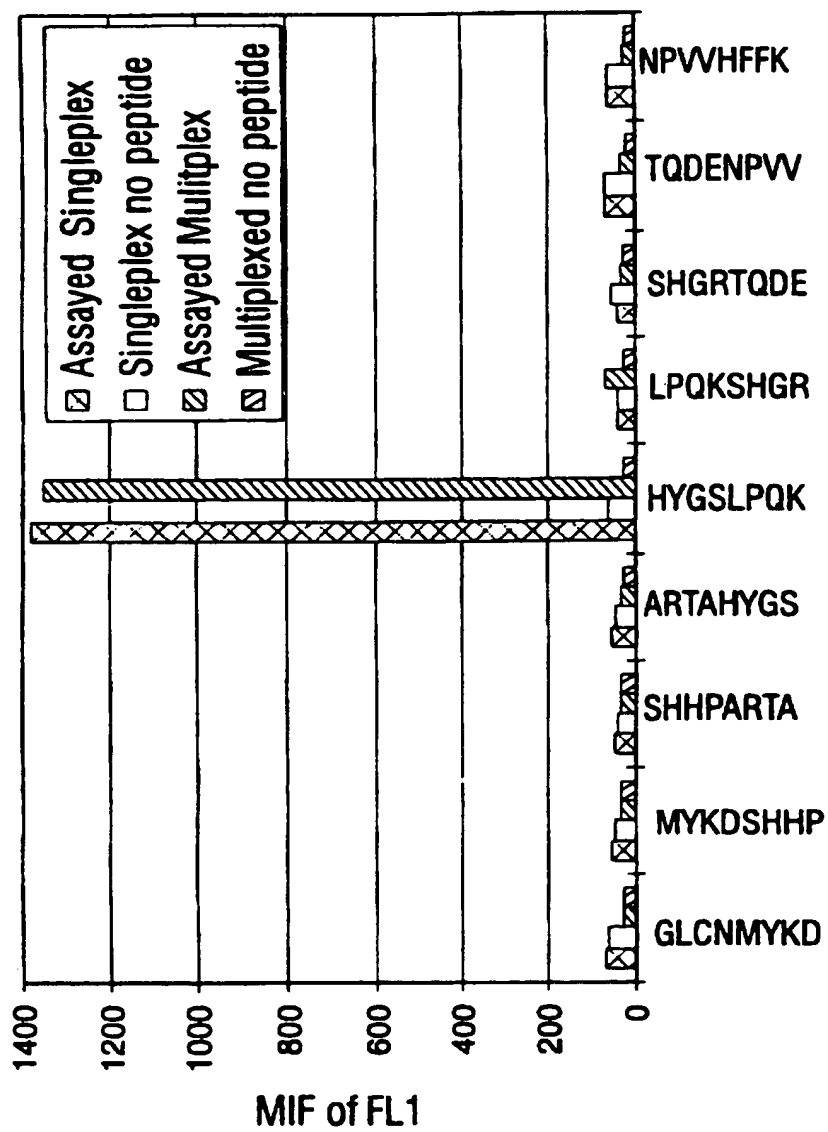 MIF of FL1
1400
1200
1000
800
600
400
200
0
Assayed Singleplex
Singleplex no peptide
Assayed Mulitplex
Multiplexed no peptide
GLCNMYKD
MYKDSHHP
SHHPARTA
ARTAHYGS
HYGSLPQK
LPQKSHGR
SHGRTQDE
TQDENPVV
NPVVHFFK